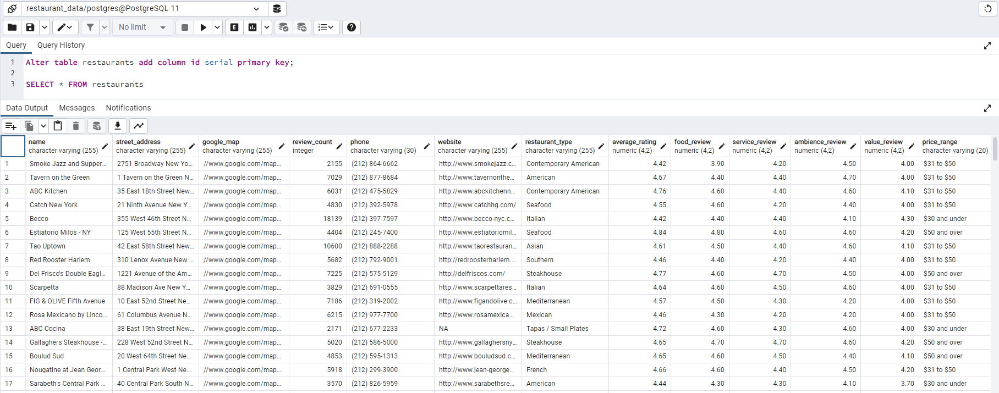 restaurant_data/postgres@PostgreSQL 11
No limit
E
Query Query History
1 Alter table restaurants add column id serial primary key;
2
3 SELECT * FROM restaurants
Data Output Messages Notifications
name street_address google_map review_count phone website restaurant_type average_rating food_review service_review ambience_review value_review price_range
character varying (255) character varying (255) character varying (255) integer character varying (30) character varying (255) character varying (255) numeric (4,2) numeric (4,2) numeric (4,2) numeric (4,2) numeric (4,2) character varying (20)
1 Smoke Jazz and Supper... 2751 Broadway New Yo... //www.google.com/map... 2155 (212) 864-6662 http://www.smokejazz.c... Contemporary American 4.42 3.90 4.20 4.50 4.00 $31 to $50
2 Tavern on the Green 1 Tavern on the Green N... //www.google.com/map... 7029 (212) 877-8684 http://www.tavernonthe... American 4.67 4.40 4.40 4.70 4.00 $31 to $50
3 ABC Kitchen 35 East 18th Street New... //www.google.com/map... 6031 (212) 475-5829 http://www.abckitchenn... Contemporary American 4.76 4.60 4.40 4.60 4.10 $31 to $50
4 Catch New York 21 Ninth Avenue New Y... //www.google.com/map... 4830 (212) 392-5978 http://www.catchhg.com/ Seafood 4.55 4.60 4.20 4.40 4.00 $31 to $50
5 Becco 355 West 46th Street N... //www.google.com/map... 18139 (212) 397-7597 http://www.becco-nyc.c... Italian 4.42 4.40 4.40 4.10 4.30 $30 and under
6 Estiatorio Milos - NY 125 West 55th Street N... //www.google.com/map... 4404 (212) 245-7400 http://www.estiatoriomil... Seafood 4.84 4.80 4.60 4.60 4.20 $50 and over
7 Tao Uptown 42 East 58th Street New... //www.google.com/map... 10600 (212) 888-2288 http://www.taorestauran... Asian 4.61 4.50 4.40 4.60 4.10 $31 to $50
8 Red Rooster Harlem 310 Lenox Avenue New ... //www.google.com/map... 5682 (212) 792-9001 http://redroosterharlem.... Southern 4.46 4.40 4.20 4.40 4.00 $31 to $50
9 Del Frisco's Double Eagl... 1221 Avenue of the Am... //www.google.com/map... 7225 (212) 575-5129 http://delfriscos.com/ Steakhouse 4.77 4.60 4.70 4.50 4.00 $50 and over
10 Scarpetta 88 Madison Ave New Y... //www.google.com/map... 3829 (212) 691-0555 http://www.scarpettares... Italian 4.64 4.60 4.50 4.60 4.00 $31 to $50
11 FIG & OLIVE Fifth Avenue 10 East 52nd Street Ne... //www.google.com/map... 7186 (212) 319-2002 http://www.figandolive.c... Mediterranean 4.57 4.50 4.30 4.20 4.00 $31 to $50
12 Rosa Mexicano by Linco... 61 Columbus Avenue N... //www.google.com/map... 6215 (212) 977-7700 http://www.rosamexica... Mexican 4.46 4.30 4.20 4.20 4.00 $31 to $50
13 ABC Cocina 38 East 19th Street New... //www.google.com/map... 2171 (212) 677-2233 NA Tapas / Small Plates 4.72 4.60 4.30 4.60 4.00 $30 and under
14 Gallaghers Steakhouse -... 228 West 52nd Street N... //www.google.com/map... 5020 (212) 586-5000 http://www.gallaghersny... Steakhouse 4.65 4.70 4.70 4.60 4.20 $50 and over
15 Boulud Sud 20 West 64th Street Ne... //www.google.com/map... 4853 (212) 595-1313 http://www.bouludsud.c... Mediterranean 4.65 4.60 4.50 4.40 4.10 $50 and over
16 Nougatine at Jean Geor... 1 Central Park West Ne... //www.google.com/map... 5918 (212) 299-3900 http://www.jean-george... French 4.66 4.60 4.40 4.50 4.20 $31 to $50
17 Sarabeth's Central Park ... 40 Central Park South N... //www.google.com/map... 3570 (212) 826-5959 http://www.sarabethsre... American 4.44 4.30 4.30 4.10 3.70 $30 and under